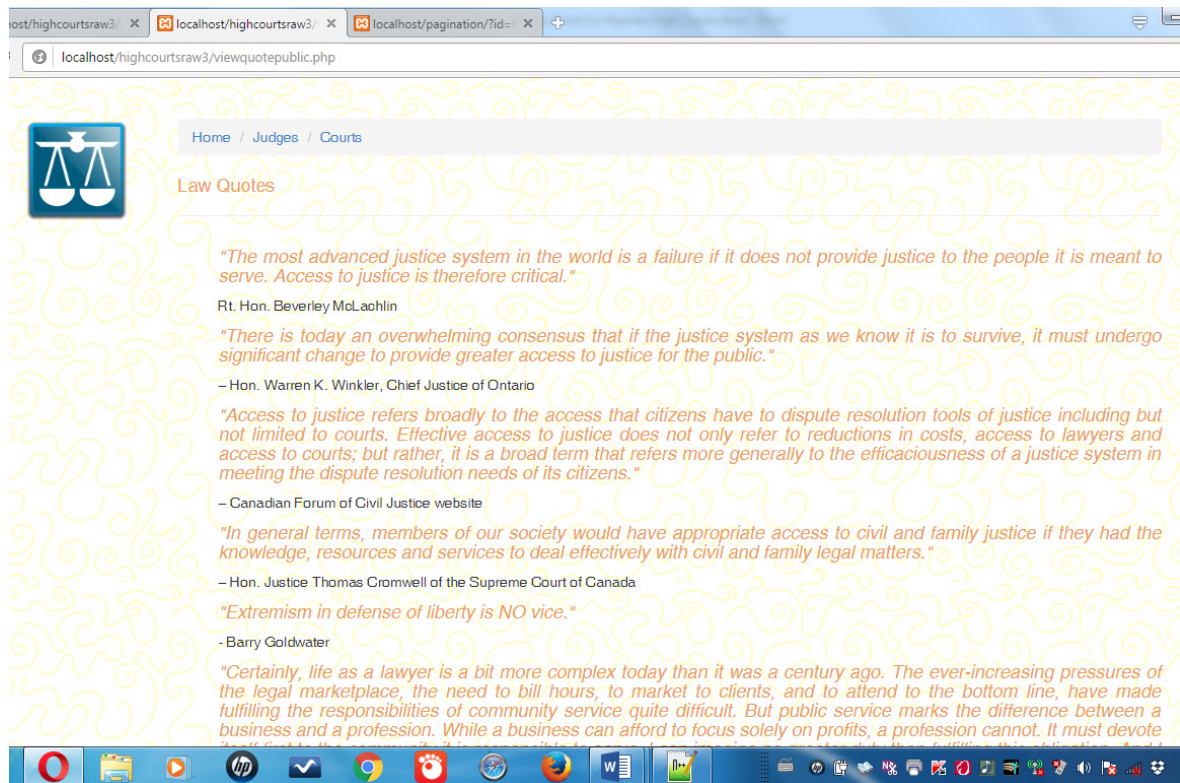 ost/highcourtsraw3/
localhost/highcourtsraw3/
localhost/pagination/?id=
localhost/highcourtsraw3/viewquotepublic.php
Home / Judges / Courts
Law Quotes
"The most advanced justice system in the world is a failure if it does not provide justice to the people it is meant to
serve. Access to justice is therefore critical."
Rt. Hon. Beverley McLachlin
"There is today an overwhelming consensus that if the justice system as we know it is to survive, it must undergo
significant change to provide greater access to justice for the public."
– Hon. Warren K. Winkler, Chief Justice of Ontario
"Access to justice refers broadly to the access that citizens have to dispute resolution tools of justice including but
not limited to courts. Effective access to justice does not only refer to reductions in costs, access to lawyers and
access to courts; but rather, it is a broad term that refers more generally to the efficaciousness of a justice system in
meeting the dispute resolution needs of its citizens."
– Canadian Forum of Civil Justice website
"In general terms, members of our society would have appropriate access to civil and family justice if they had the
knowledge, resources and services to deal effectively with civil and family legal matters."
– Hon. Justice Thomas Cromwell of the Supreme Court of Canada
"Extremism in defense of liberty is NO vice."
- Barry Goldwater
"Certainly, life as a lawyer is a bit more complex today than it was a century ago. The ever-increasing pressures of
the legal marketplace, the need to bill hours, to market to clients, and to attend to the bottom line, have made
fulfilling the responsibilities of community service quite difficult. But public service marks the difference between a
business and a profession. While a business can afford to focus solely on profits, a profession cannot. It must devote